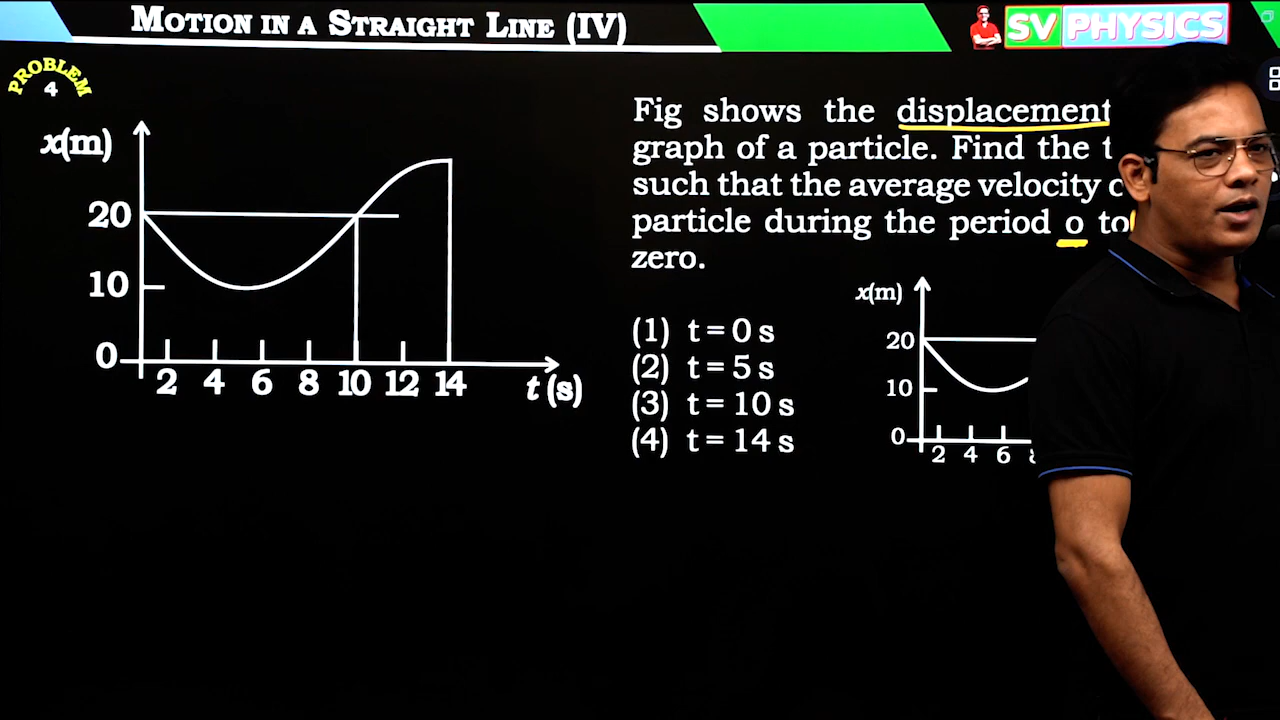 MOTION IN A STRAIGHT LINE (IV)
SV PHYSICS
PROBLEM
4
x(m)
20
10
0
2 4 6 8 10 12 14
t (s)
Fig shows the displacement
graph of a particle. Find the
such that the average velocity
particle during the period o to
zero.
(1) t = 0 s
(2) t = 5 s
(3) t = 10 s
(4) t = 14 s
x(m)
20
10
0
2 4 6